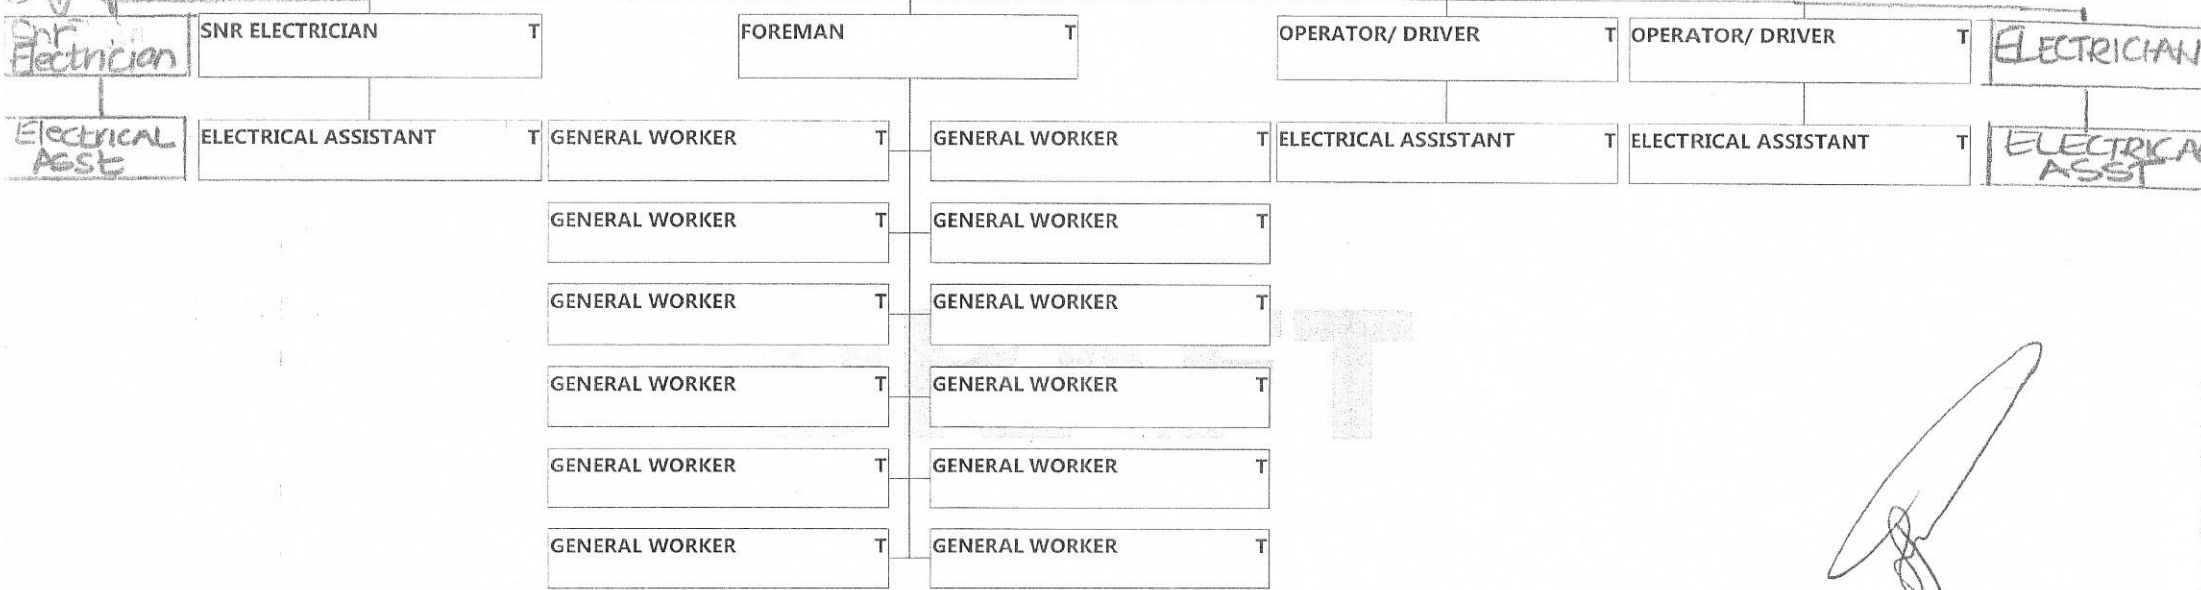 Snr SNR ELECTRICIAN T FOREMAN T OPERATOR/ DRIVER T OPERATOR/ DRIVER T ELECTRICIAN
Electrician
Electrical ELECTRICAL ASSISTANT T GENERAL WORKER T GENERAL WORKER T ELECTRICAL ASSISTANT T ELECTRICAL ASSISTANT T ELECTRICA
Asst ASST
GENERAL WORKER T GENERAL WORKER T
GENERAL WORKER T GENERAL WORKER T
GENERAL WORKER T GENERAL WORKER T
GENERAL WORKER T GENERAL WORKER T
GENERAL WORKER T GENERAL WORKER T